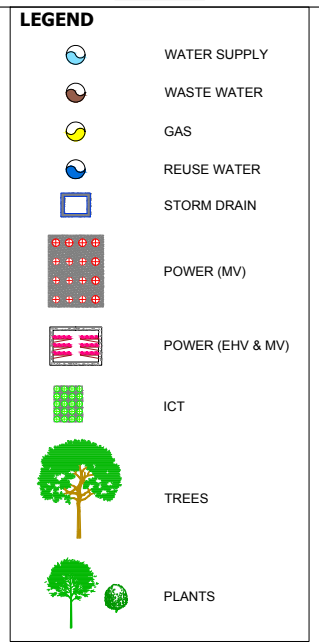 LEGEND
WATER SUPPLY
WASTE WATER
GAS
REUSE WATER
STORM DRAIN
POWER (MV)
POWER (EHV & MV)
ICT
TREES
PLANTS